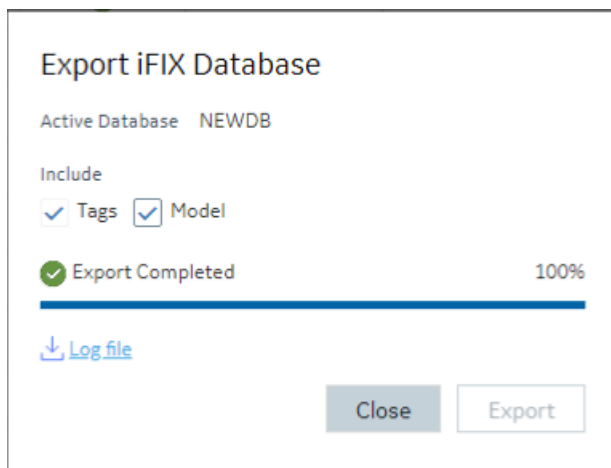 Export iFIX Database
Active Database NEWDB
Include
Tags Model
Export Completed 100%
Log file
Close Export